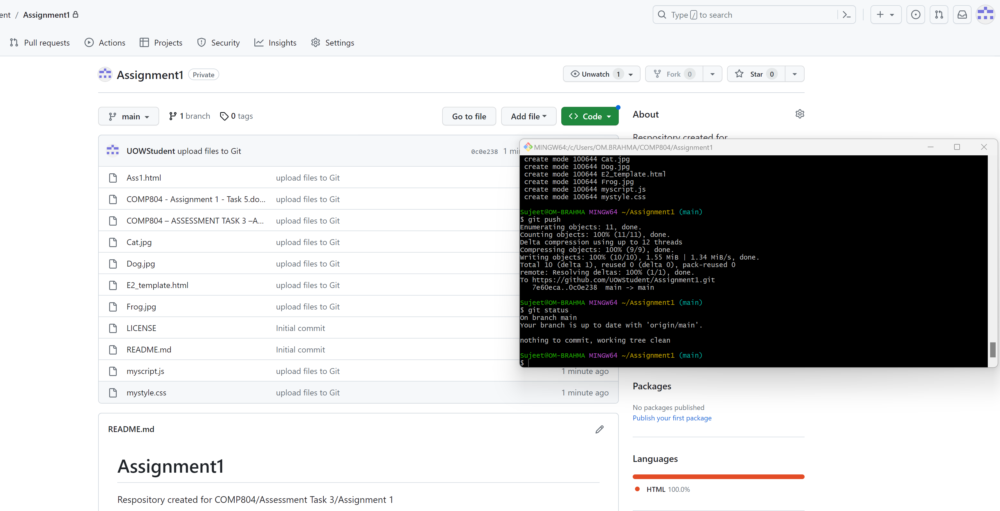 ent / Assignment1
Type / to search
Pull requests
Actions
Projects
Security
Insights
Settings
Assignment1 Private
Unwatch 1
Fork 0
Star 0
main
1 branch
0 tags
Go to file
Add file
<> Code
About
Respository created for
UOWStudent upload files to Git
0c0e238 1 mi
Ass1.html upload files to Git
COMP804 - Assignment 1 - Task 5.do... upload files to Git
COMP804 – ASSESSMENT TASK 3 –A... upload files to Git
Cat.jpg upload files to Git
Dog.jpg upload files to Git
E2_template.html upload files to Git
Frog.jpg upload files to Git
LICENSE Initial commit
README.md Initial commit
myscript.js upload files to Git 1 minute ago
mystyle.css upload files to Git 1 minute ago
MINGW64:/c/Users/OM.BRAHMA/COMP804/Assignment1
create mode 100644 Cat.jpg
create mode 100644 Dog.jpg
create mode 100644 E2_template.html
create mode 100644 Frog.jpg
create mode 100644 myscript.js
create mode 100644 mystyle.css
Sujeet@OM-BRAHMA MINGW64 ~/Assignment1 (main)
$ git push
Enumerating objects: 11, done.
Counting objects: 100% (11/11), done.
Delta compression using up to 12 threads
Compressing objects: 100% (9/9), done.
Writing objects: 100% (10/10), 1.55 MiB | 1.34 MiB/s, done.
Total 10 (delta 1), reused 0 (delta 0), pack-reused 0
remote: Resolving deltas: 100% (1/1), done.
To https://github.com/UOWStudent/Assignment1.git
7e60eca..0c0e238 main -> main
Sujeet@OM-BRAHMA MINGW64 ~/Assignment1 (main)
$ git status
On branch main
Your branch is up to date with 'origin/main'.
nothing to commit, working tree clean
Sujeet@OM-BRAHMA MINGW64 ~/Assignment1 (main)
$
Packages
No packages published
Publish your first package
Languages
HTML 100.0%
README.md
Assignment1
Respository created for COMP804/Assessment Task 3/Assignment 1